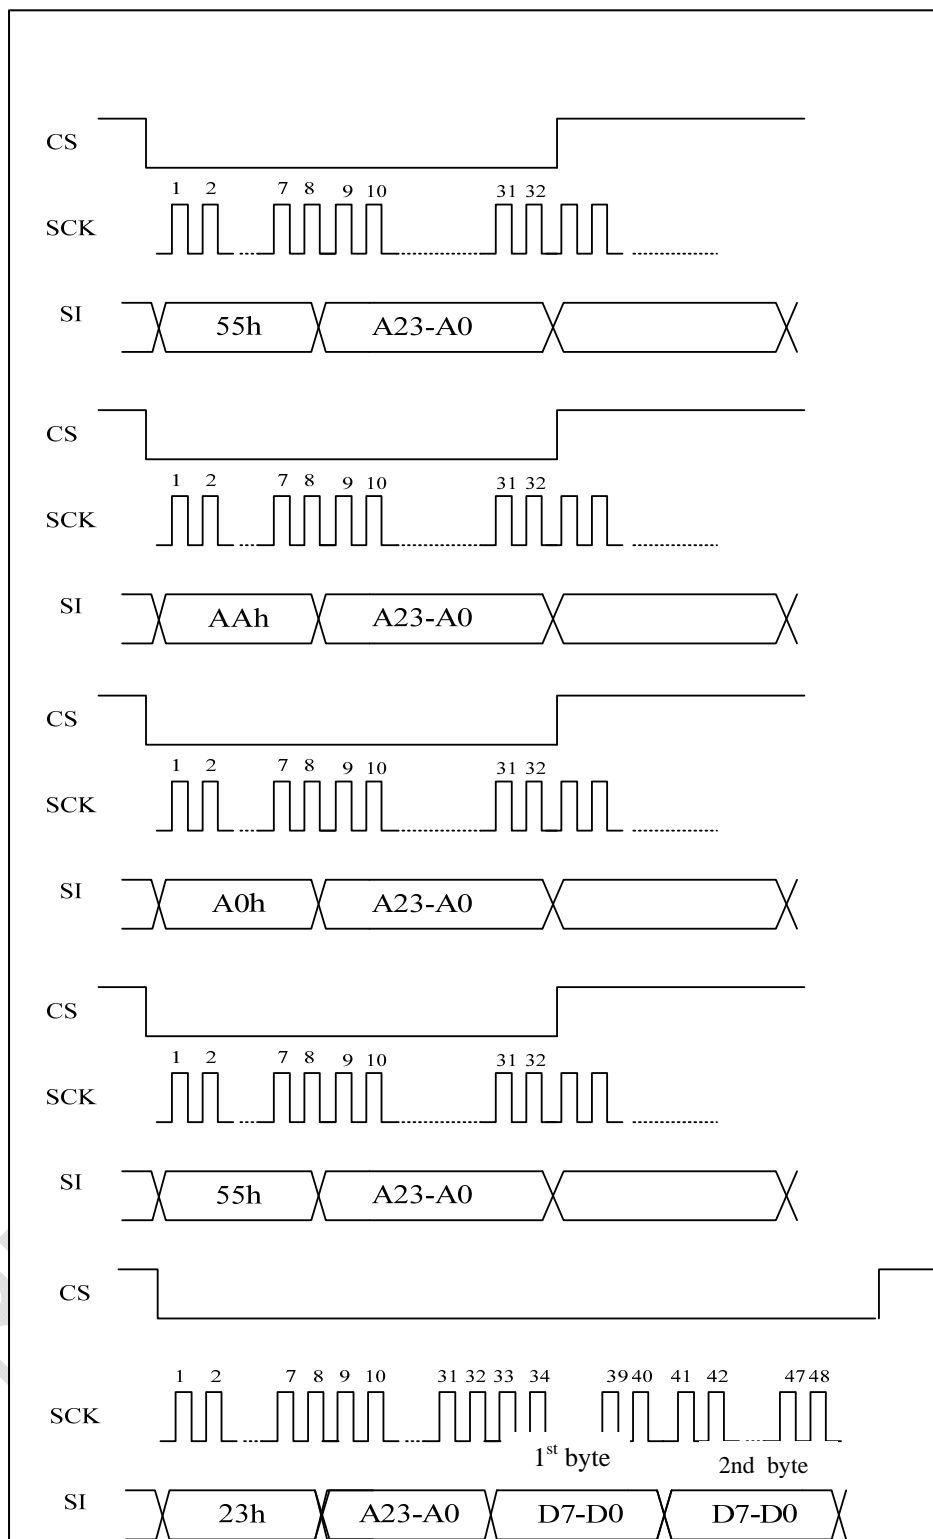 CS
1 2 7 8 9 10 31 32
SCK
SI 55h A23-A0
CS
1 2 7 8 9 10 31 32
SCK
SI AAh A23-A0
CS
1 2 7 8 9 10 31 32
SCK
SI A0h A23-A0
CS
1 2 7 8 9 10 31 32
SCK
SI 55h A23-A0
CS
1 2 7 8 9 10 31 32 33 34 39 40 41 42 47 48
SCK
1st byte 2nd byte
SI 23h A23-A0 D7-D0 D7-D0